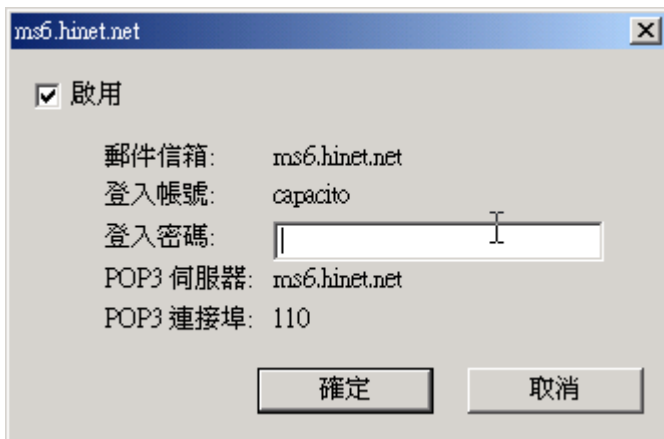 ms6.hinet.net
啟用
郵件信箱: ms6.hinet.net
登入帳號: capacito
登入密碼:
POP3 伺服器: ms6.hinet.net
POP3 連接埠: 110
確定 取消